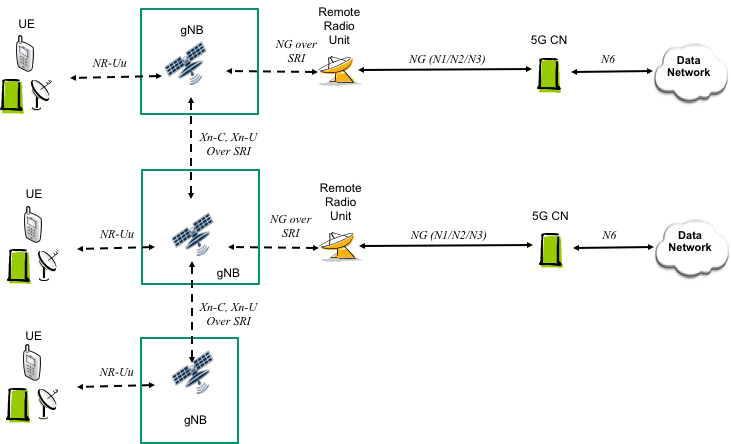 UE
gNB
Remote
Radio
Unit
5G CN
NR-Uu
NG over
SRI
NG (N1/N2/N3)
N6
Data
Network
Xn-C, Xn-U
Over SRI
UE
Remote
Radio
Unit
5G CN
NR-Uu
NG over
SRI
NG (N1/N2/N3)
N6
Data
Network
gNB
Xn-C, Xn-U
Over SRI
UE
NR-Uu
gNB